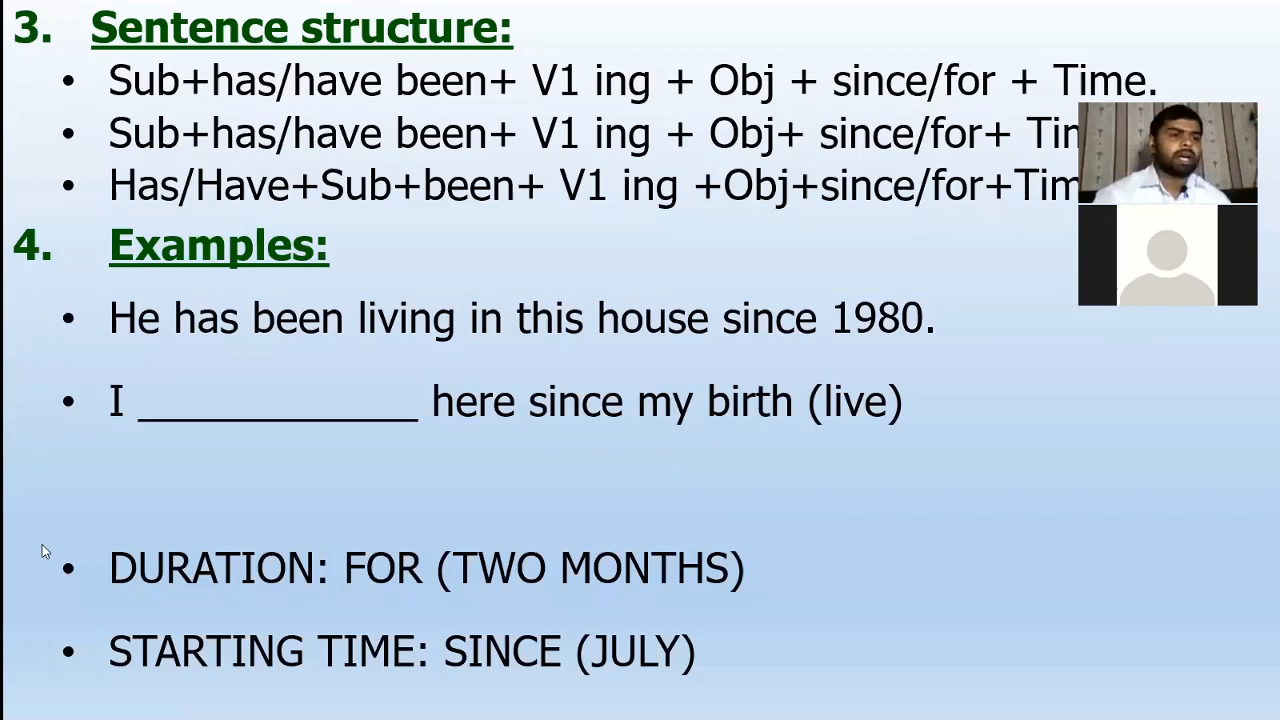 3. Sentence structure:
• Sub+has/have been+ V1 ing + Obj + since/for + Time.
• Sub+has/have been+ V1 ing + Obj+ since/for+
• Has/Have+Sub+been+ V1 ing +Obj+since/for+Tim
4. Examples:
• He has been living in this house since 1980.
• I _____________ here since my birth (live)
• DURATION: FOR (TWO MONTHS)
• STARTING TIME: SINCE (JULY)